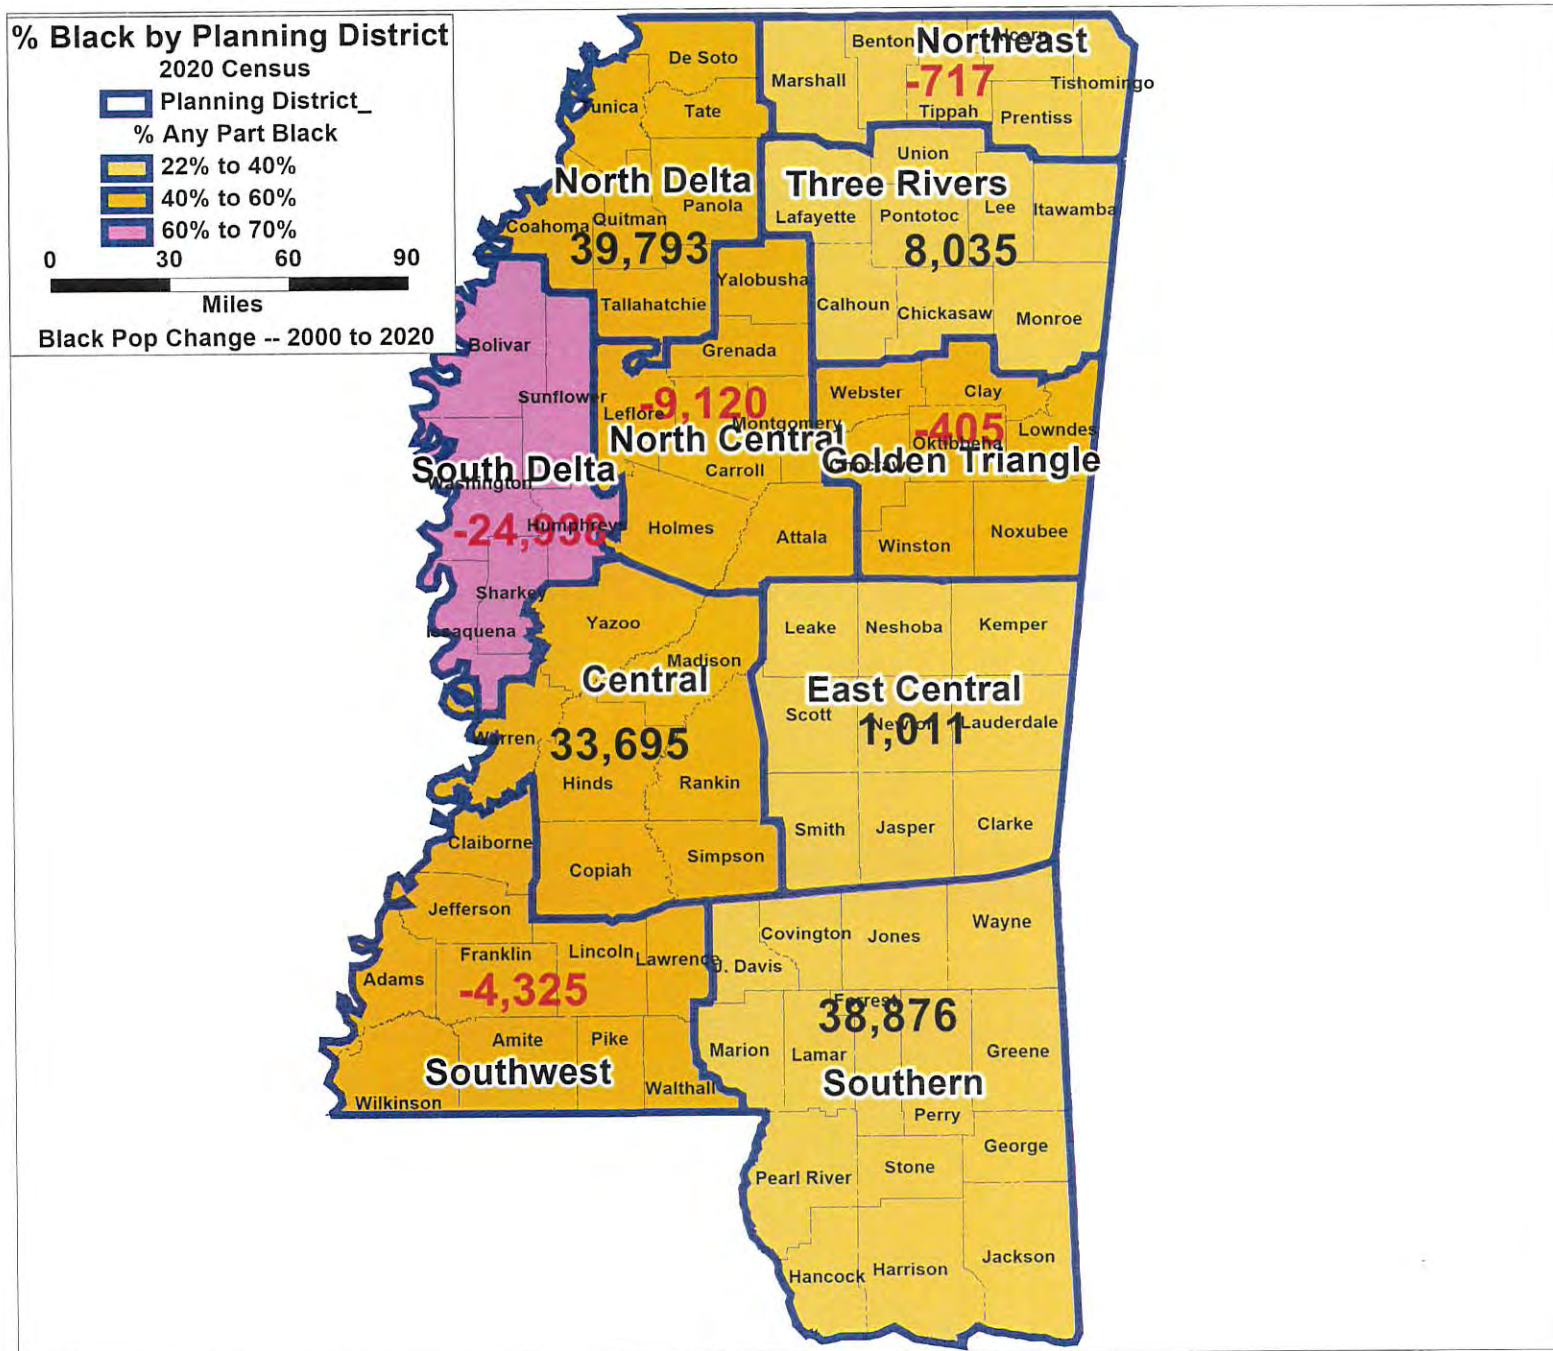 % Black by Planning District
2020 Census
Planning District_
% Any Part Black
22% to 40%
40% to 60%
60% to 70%
0 30 60 90
Miles
Black Pop Change -- 2000 to 2020
Northeast
-717
Marshall
Benton
Alcorn
Tippah
Prentiss
Tishomingo
North Delta
39,793
De Soto
Tunica
Tate
Panola
Quitman
Coahoma
Tallahatchie
Three Rivers
8,035
Union
Lafayette
Pontotoc
Lee
Itawamba
Calhoun
Chickasaw
Monroe
South Delta
-24,938
Bolivar
Sunflower
Washington
Humphreys
Sharkey
Issaquena
-9,120
North Central
Yalobusha
Grenada
Leflore
Montgomery
Carroll
Holmes
Attala
-405
Golden Triangle
Webster
Clay
Oktibbeha
Lowndes
Choctaw
Winston
Noxubee
Central
33,695
Yazoo
Madison
Warren
Hinds
Rankin
Copiah
Simpson
East Central
1,011
Leake
Neshoba
Kemper
Scott
Newton
Lauderdale
Smith
Jasper
Clarke
Claiborne
Jefferson
Franklin
Lincoln
Lawrence
Adams
-4,325
Amite
Pike
Southwest
Walthall
Wilkinson
Covington
Jones
Wayne
J. Davis
Forrest
38,876
Marion
Lamar
Greene
Southern
Perry
George
Pearl River
Stone
Hancock
Harrison
Jackson